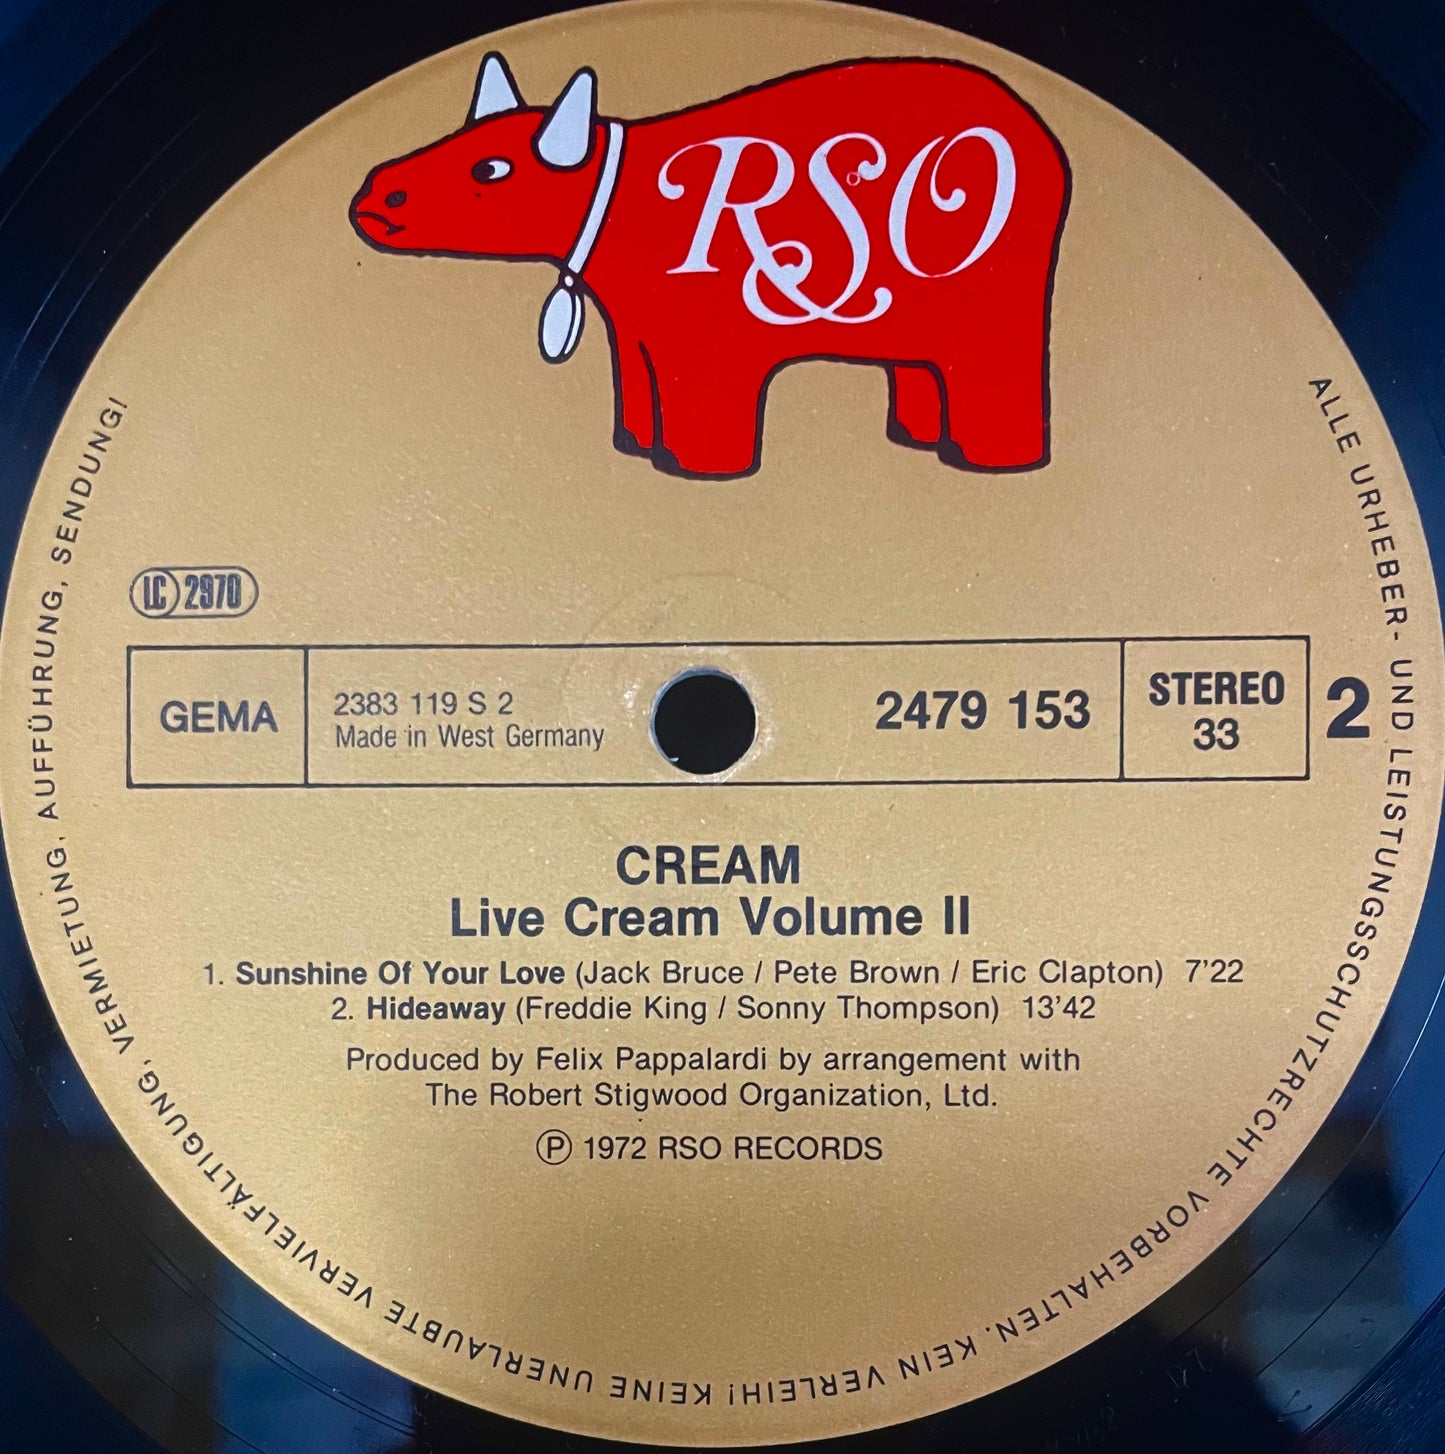 RSO
LC 2970
GEMA
2383 119 S 2
Made in West Germany
2479 153
STEREO
33
2
CREAM
Live Cream Volume II
1. Sunshine Of Your Love (Jack Bruce / Pete Brown / Eric Clapton) 7'22
2. Hideaway (Freddie King / Sonny Thompson) 13'42
Produced by Felix Pappalardi by arrangement with
The Robert Stigwood Organization, Ltd.
Ⓟ 1972 RSO RECORDS
ALLE URHEBER- UND LEISTUNGSSCHUTZRECHTE VORBEHALTEN. KEIN VERLEIH! KEINE UNERLAUBTE VERVIELFÄLTIGUNG, VERMIETUNG, AUFFÜHRUNG, SENDUNG!